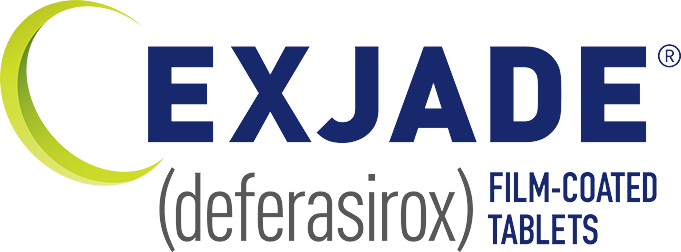 EXJADE®
(deferasirox) FILM-COATED
TABLETS